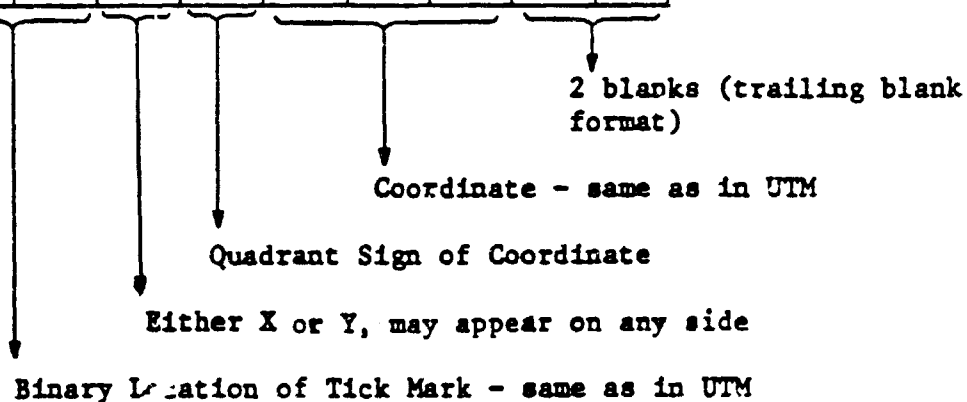 2 blanks (trailing blank
format)
Coordinate - same as in UTM
Quadrant Sign of Coordinate
Either X or Y, may appear on any side
Binary Location of Tick Mark - same as in UTM